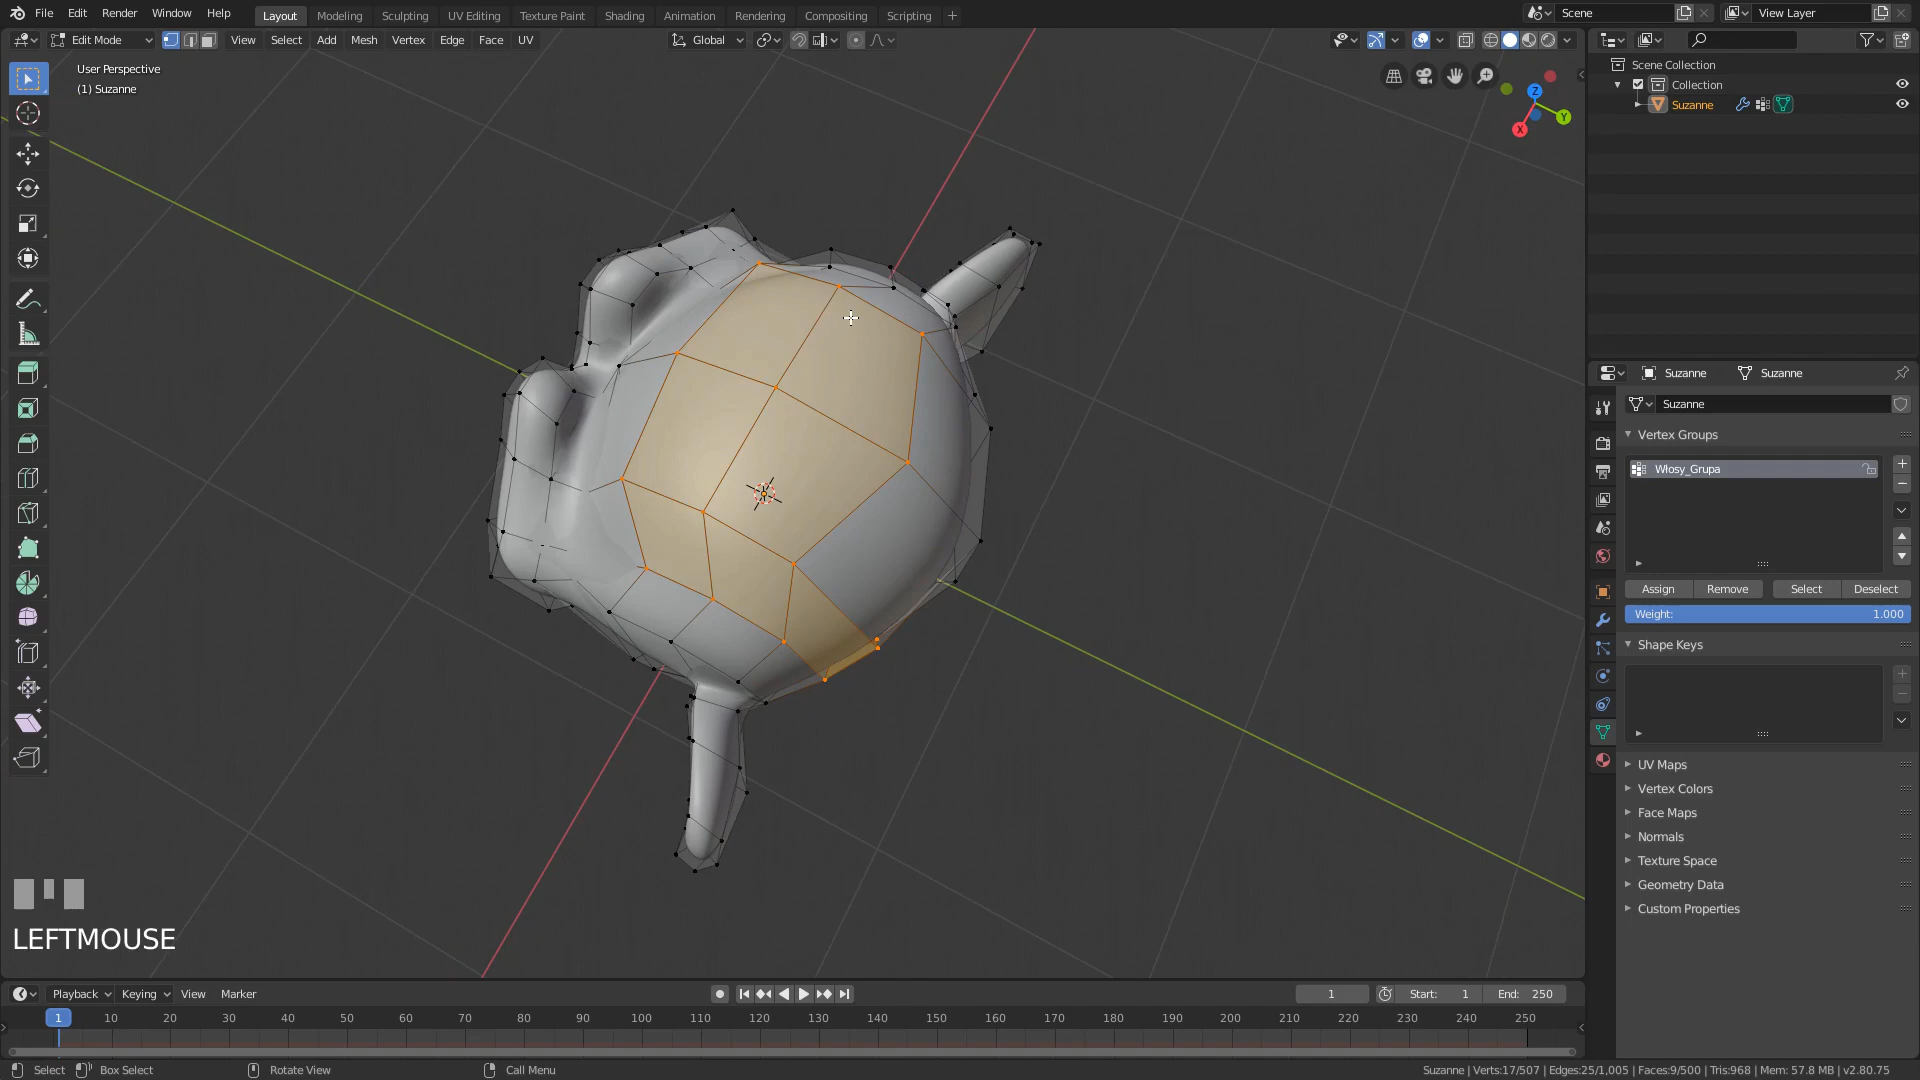 File Edit Render Window Help Layout Modeling Sculpting UV Editing Texture Paint Shading Animation Rendering Compositing Scripting + Scene View Layer
Edit Mode View Select Add Mesh Vertex Edge Face UV Global
User Perspective
(1) Suzanne
Scene Collection
Collection
Suzanne
Z
Y
X
Suzanne Suzanne
Suzanne
Vertex Groups
Włosy_Grupa
Assign Remove Select Deselect
Weight: 1.000
Shape Keys
UV Maps
Vertex Colors
Face Maps
Normals
Texture Space
Geometry Data
Custom Properties
LEFTMOUSE
Playback Keying View Marker 1 Start: 1 End: 250
1 10 20 30 40 50 60 70 80 90 100 110 120 130 140 150 160 170 180 190 200 210 220 230 240 250
Select Box Select Rotate View Call Menu Suzanne | Verts:17/507 | Edges:25/1,005 | Faces:9/500 | Tris:968 | Mem: 57.8 MB | v2.80.75